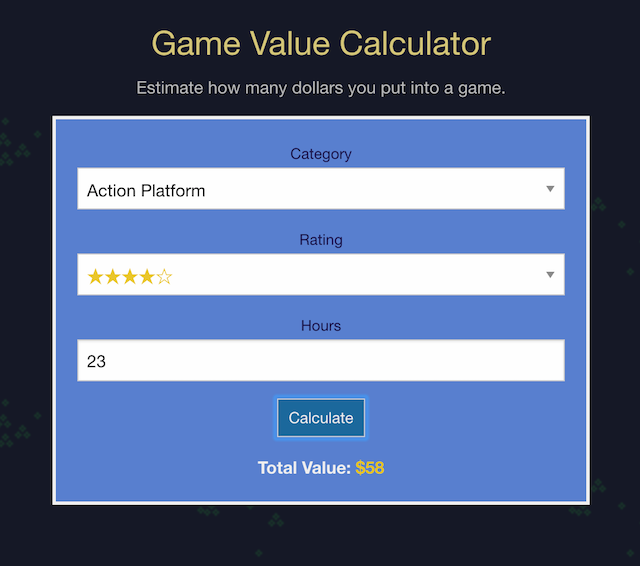 Game Value Calculator
Estimate how many dollars you put into a game.
Category
Action Platform
Rating
★★★★☆
Hours
23
Calculate
Total Value: $58